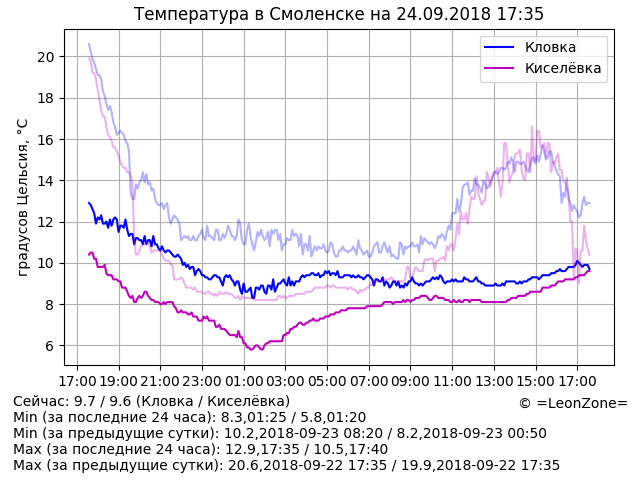 Температура в Смоленске на 24.09.2018 17:35
градусов Цельсия, °C
20
18
16
14
12
10
8
6
Кловка
Киселёвка
17:00 19:00 21:00 23:00 01:00 03:00 05:00 07:00 09:00 11:00 13:00 15:00 17:00
Сейчас: 9.7 / 9.6 (Кловка / Киселёвка)
© =LeonZone=
Min (за последние 24 часа): 8.3,01:25 / 5.8,01:20
Min (за предыдущие сутки): 10.2,2018-09-23 08:20 / 8.2,2018-09-23 00:50
Max (за последние 24 часа): 12.9,17:35 / 10.5,17:40
Max (за предыдущие сутки): 20.6,2018-09-22 17:35 / 19.9,2018-09-22 17:35